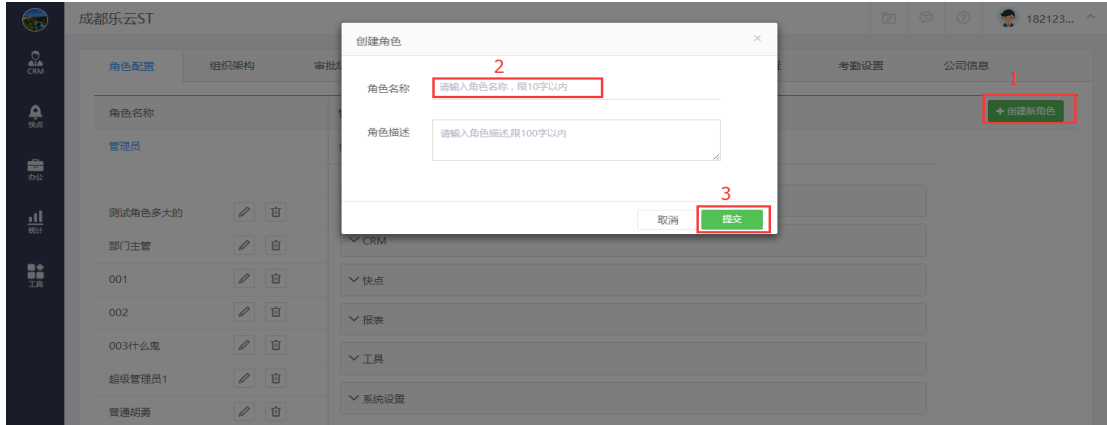 成都乐云ST
182123...
CRM
快点
办公
统计
工具
角色配置
组织架构
审批
考勤设置
公司信息
创建角色
2
角色名称
请输入角色名称，限10字以内
角色描述
请输入角色描述,限100字以内
3
取消
提交
1
创建新角色
角色名称
管理员
测试角色多大的
部门主管
001
002
003什么鬼
超级管理员1
普通胡勇
CRM
快点
报表
工具
系统设置